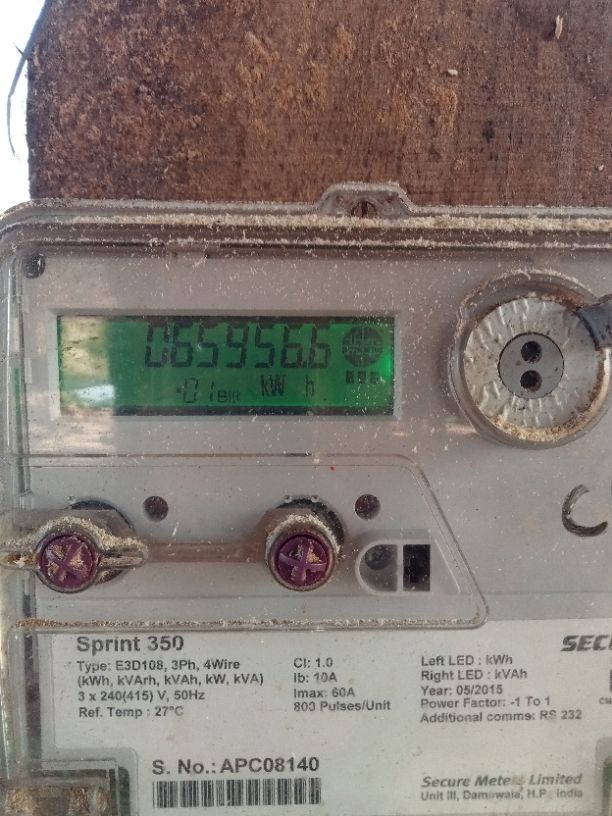 065956.6
-01 Bill kW h
Sprint 350
Type: E3D108, 3Ph, 4Wire
(kWh, kVArh, kVAh, kW, kVA)
3 x 240(415) V, 50Hz
Ref. Temp : 27°C
Cl: 1.0
Ib: 10A
Imax: 60A
800 Pulses/Unit
Left LED : kWh
Right LED : kVAh
Year: 05/2015
Power Factor: -1 To 1
Additional comms: RS 232
SECU
S. No.: APC08140
Secure Meters Limited
Unit III, Damowala, H.P., India